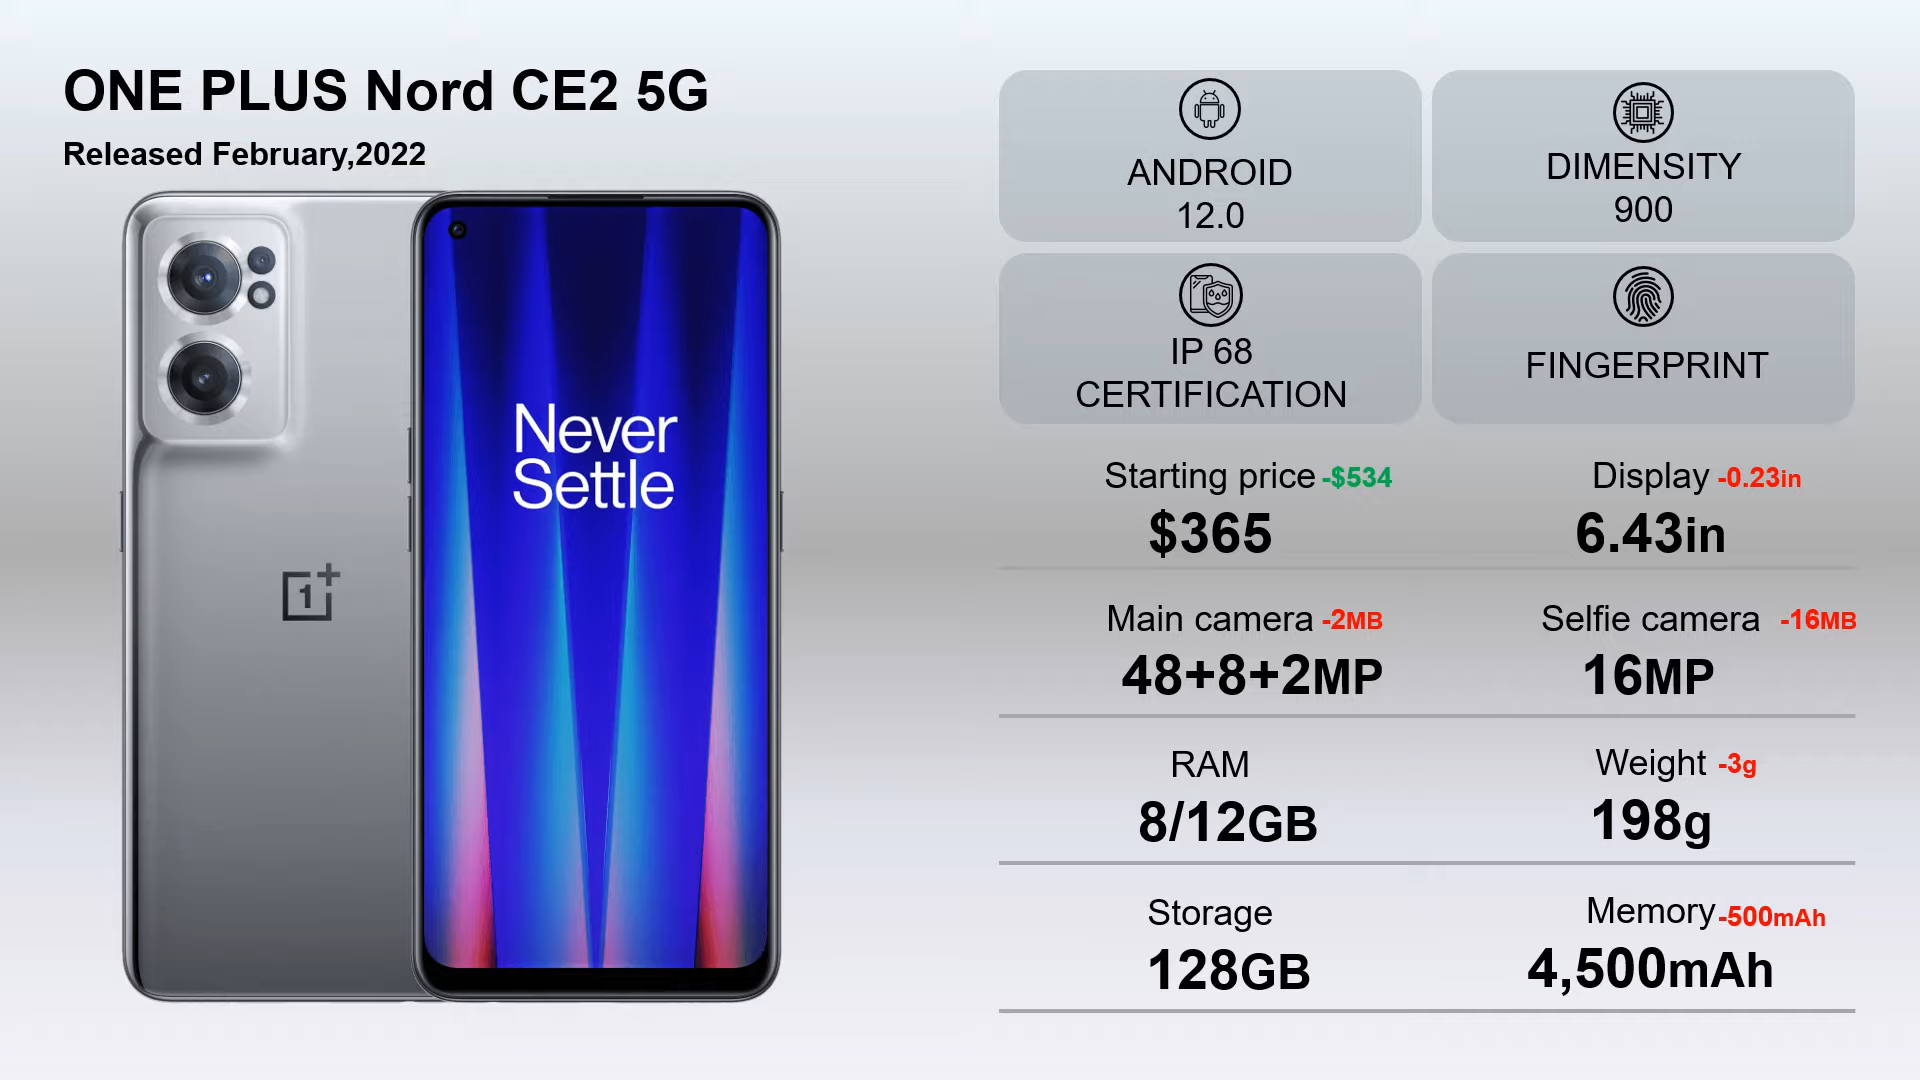 ONE PLUS Nord CE2 5G
Released February,2022
Never
Settle
1+
ANDROID
12.0
DIMENSITY
900
IP 68
CERTIFICATION
FINGERPRINT
Starting price -$534
$365
Display -0.23in
6.43in
Main camera -2MB
48+8+2MP
Selfie camera -16MB
16MP
RAM
8/12GB
Weight -3g
198g
Storage
128GB
Memory -500mAh
4,500mAh